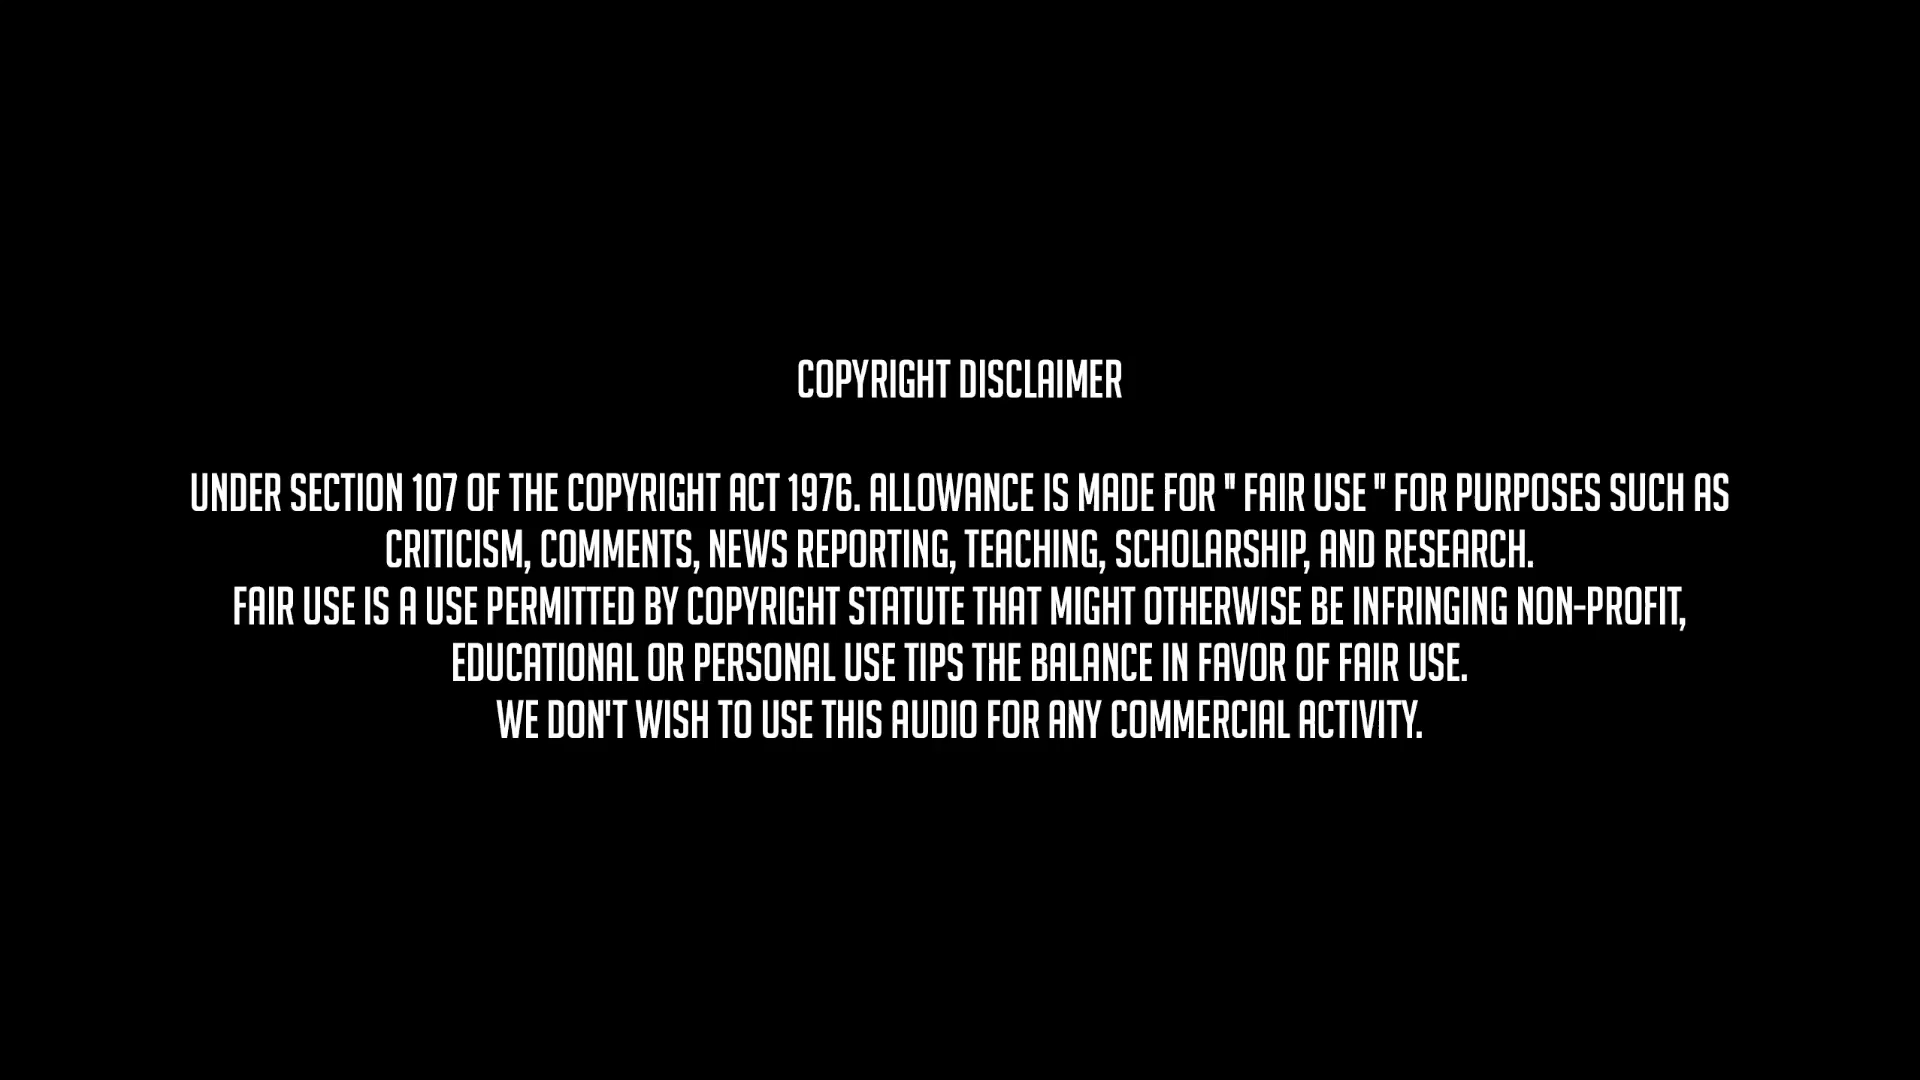 COPYRIGHT DISCLAIMER
UNDER SECTION 107 OF THE COPYRIGHT ACT 1976. ALLOWANCE IS MADE FOR " FAIR USE " FOR PURPOSES SUCH AS
CRITICISM, COMMENTS, NEWS REPORTING, TEACHING, SCHOLARSHIP, AND RESEARCH.
FAIR USE IS A USE PERMITTED BY COPYRIGHT STATUTE THAT MIGHT OTHERWISE BE INFRINGING NON-PROFIT,
EDUCATIONAL OR PERSONAL USE TIPS THE BALANCE IN FAVOR OF FAIR USE.
WE DON'T WISH TO USE THIS AUDIO FOR ANY COMMERCIAL ACTIVITY.